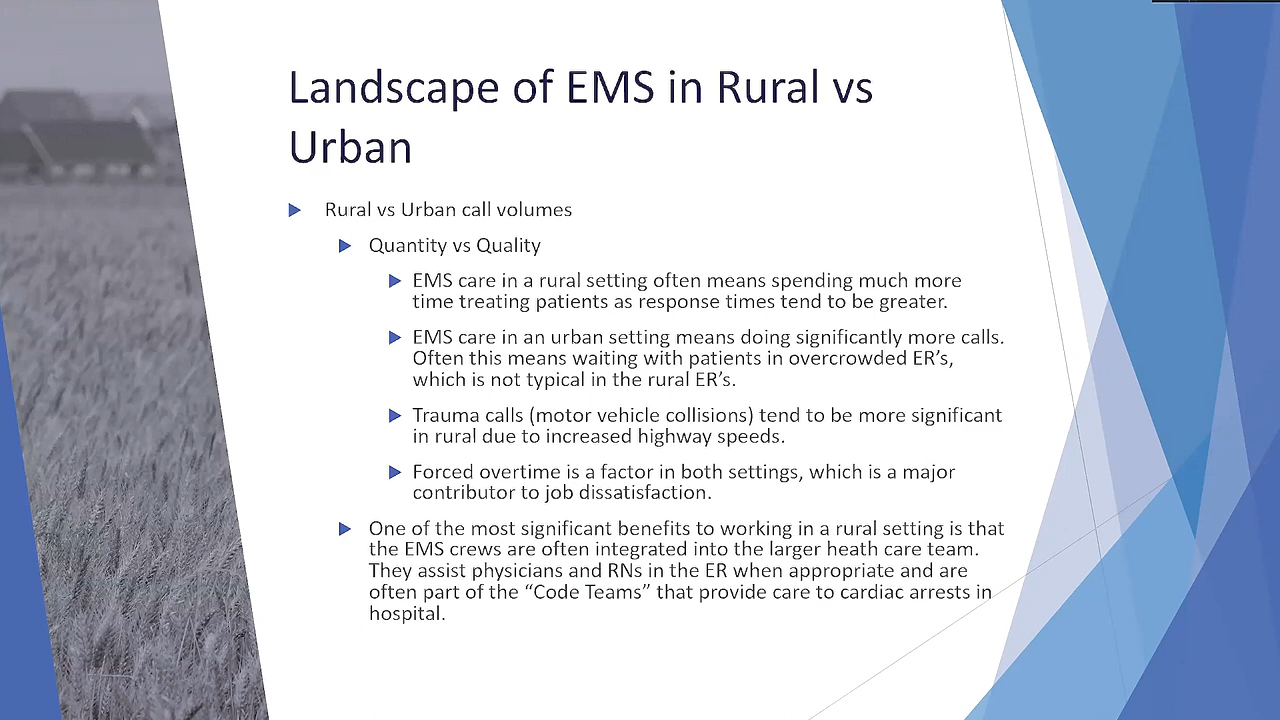 Landscape of EMS in Rural vs
Urban
Rural vs Urban call volumes
Quantity vs Quality
EMS care in a rural setting often means spending much more
time treating patients as response times tend to be greater.
EMS care in an urban setting means doing significantly more calls.
Often this means waiting with patients in overcrowded ER’s,
which is not typical in the rural ER’s.
Trauma calls (motor vehicle collisions) tend to be more significant
in rural due to increased highway speeds.
Forced overtime is a factor in both settings, which is a major
contributor to job dissatisfaction.
One of the most significant benefits to working in a rural setting is that
the EMS crews are often integrated into the larger heath care team.
They assist physicians and RNs in the ER when appropriate and are
often part of the “Code Teams” that provide care to cardiac arrests in
hospital.